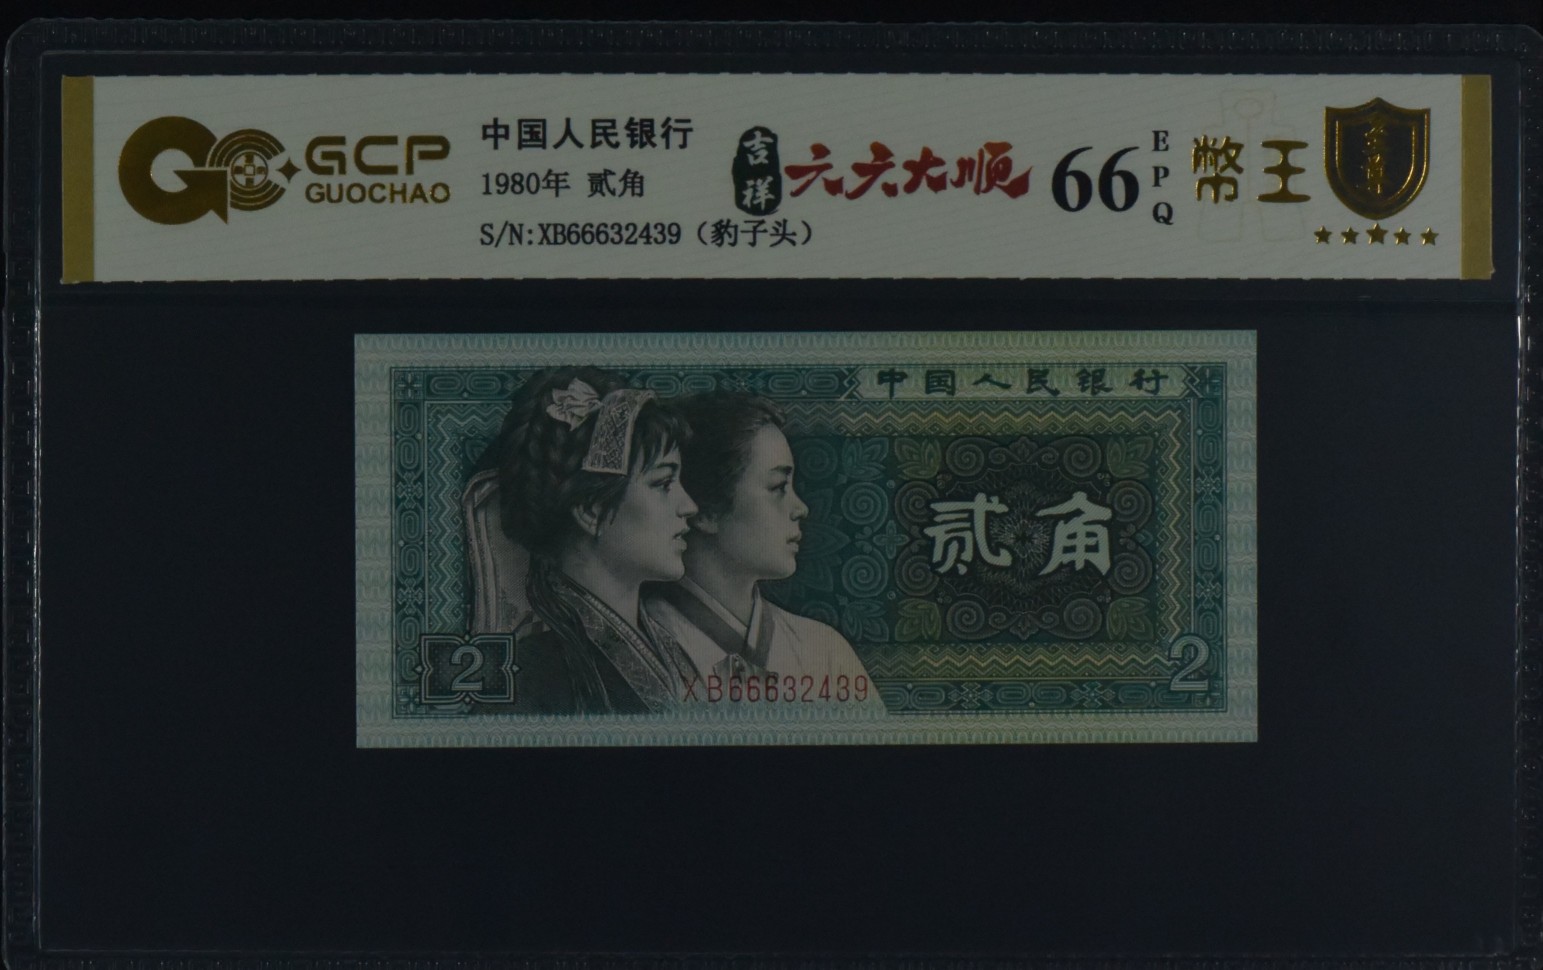 GCP
GUOCHAO
中国人民银行
1980年 贰角
S/N:XB66632439（豹子头）
吉祥
六六大顺
66
EPQ
幣王
中国人民银行
贰角
2
2
XB66632439